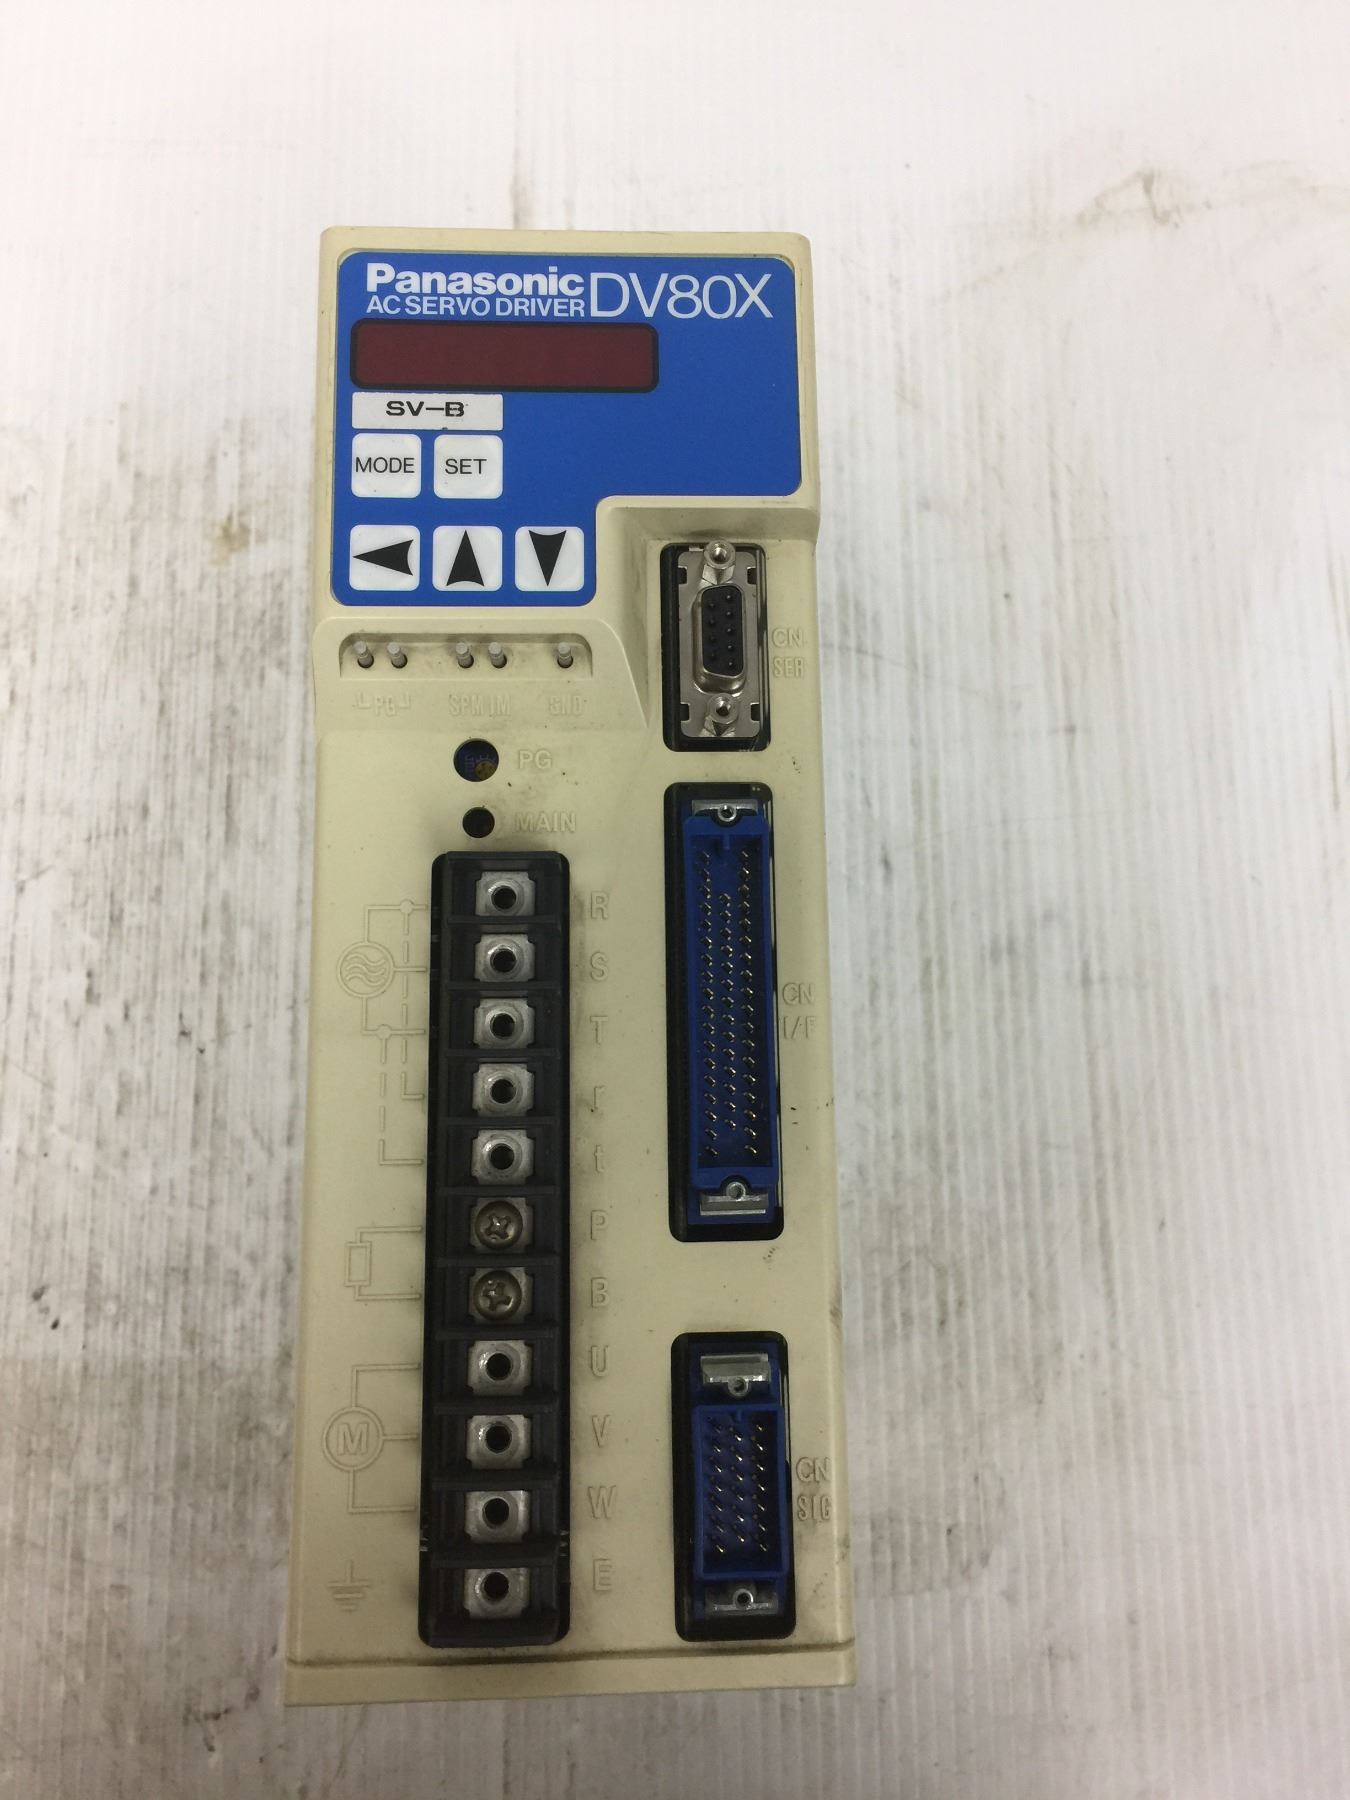 Panasonic
AC SERVO DRIVER DV80X
SV-B
MODE SET
CN
SER
PG SPM IM GND
PG
MAIN
R
S
T
r
t
P
B
U
V
W
E
M
CN
I/F
CN
SIG